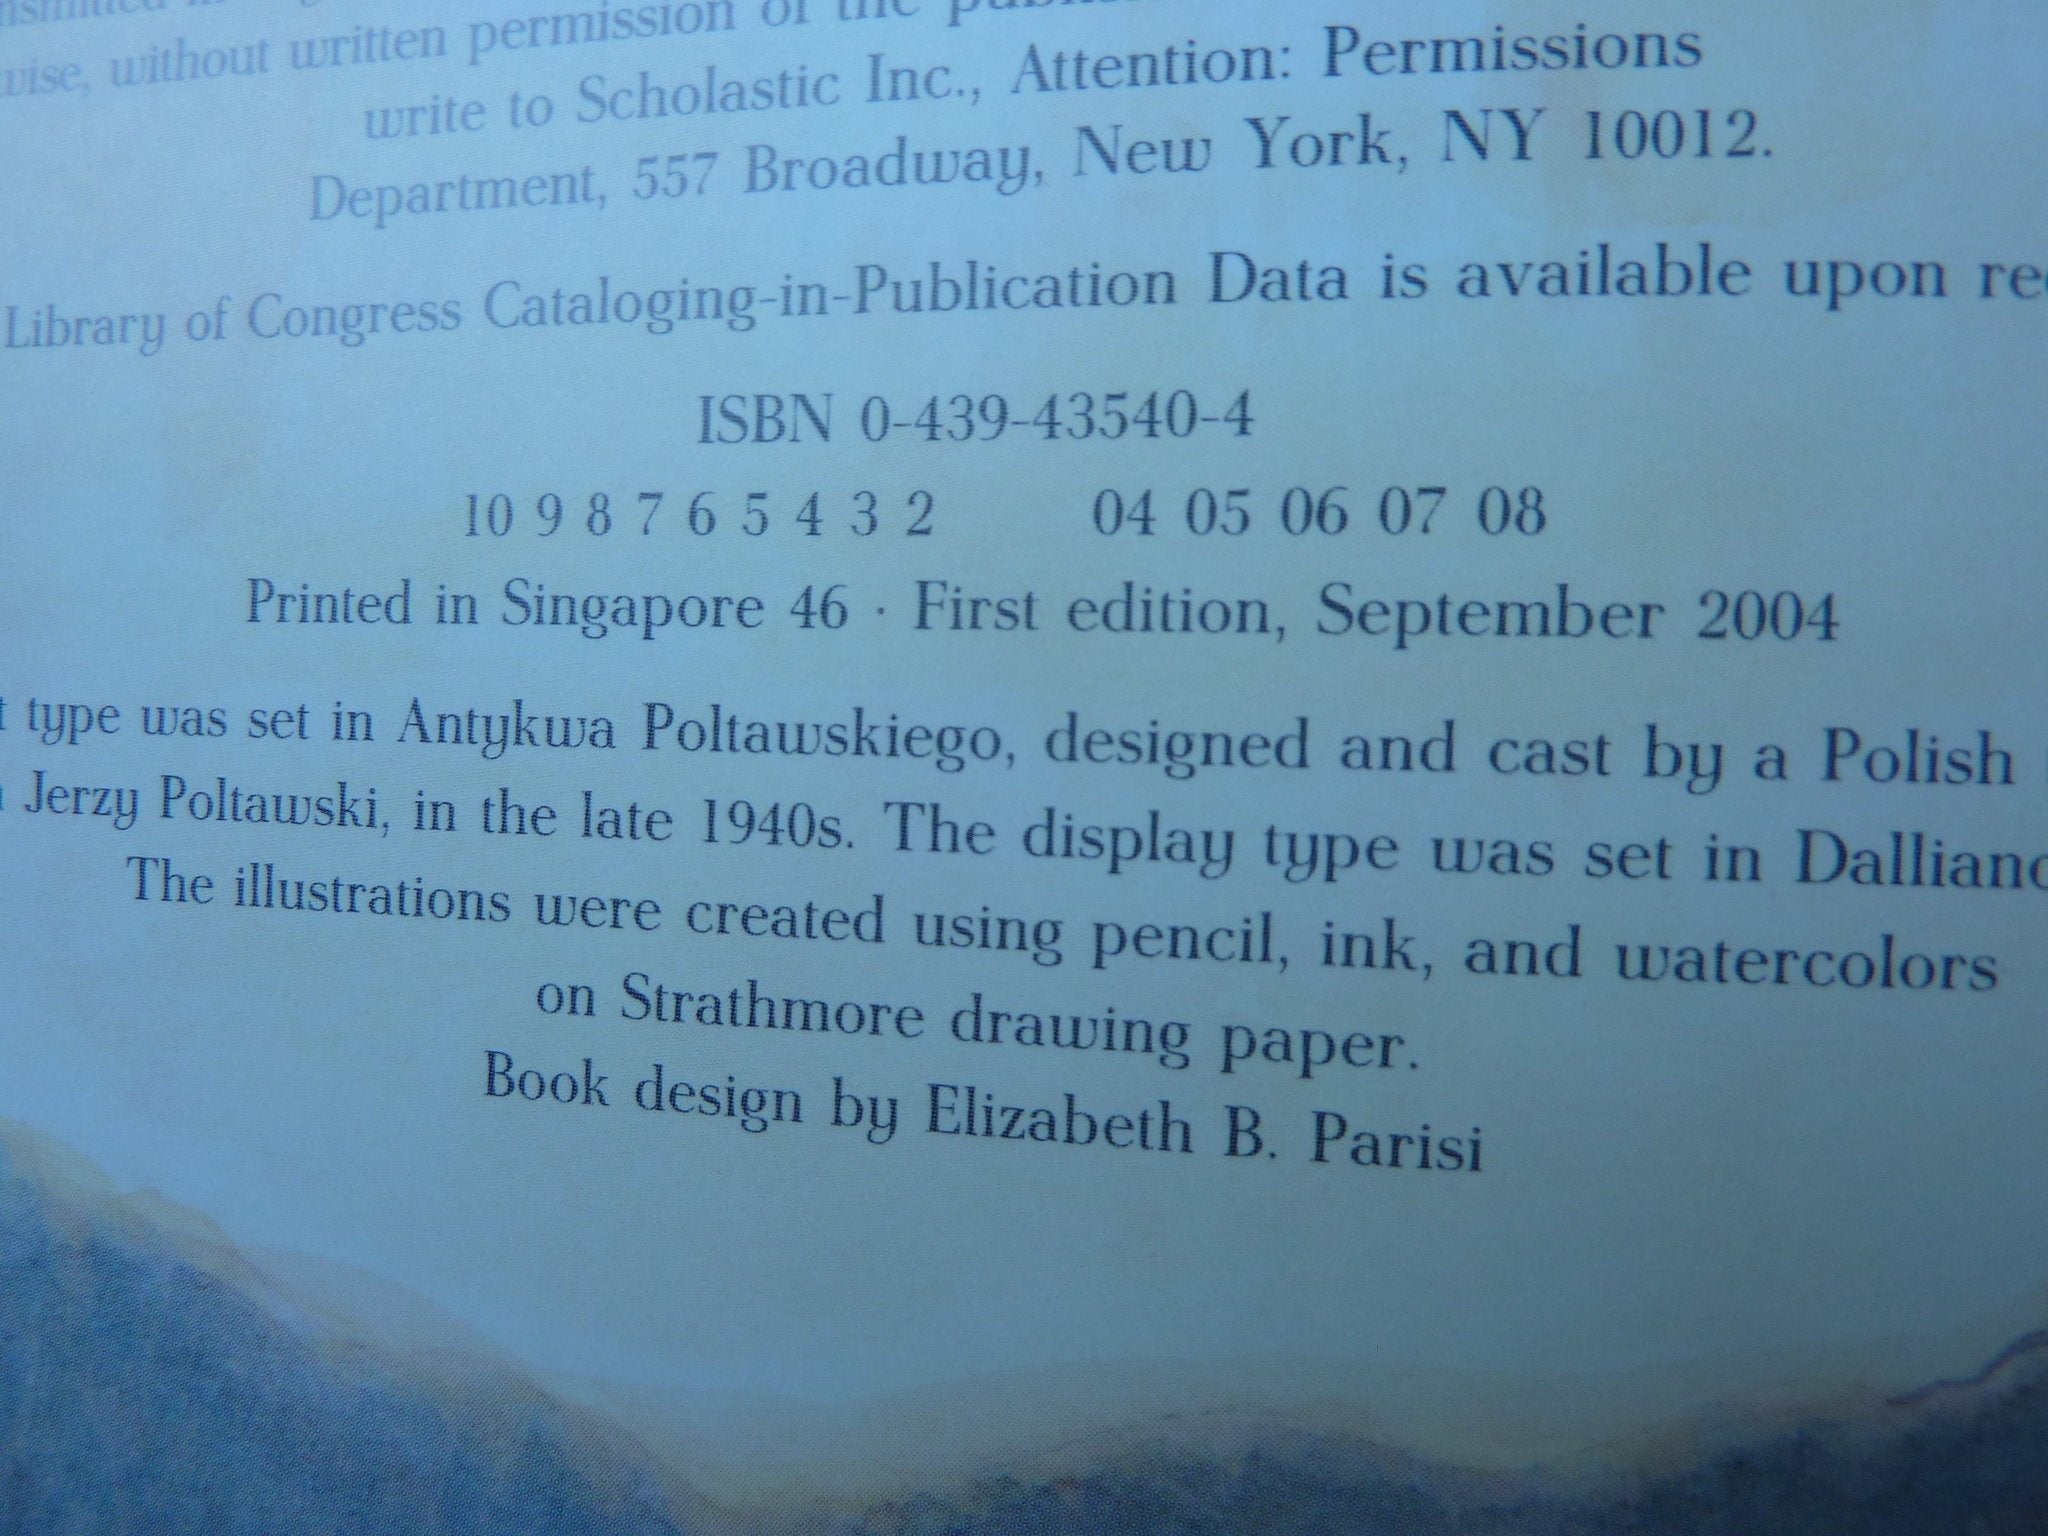 wise, without written permission of the
write to Scholastic Inc., Attention: Permissions
Department, 557 Broadway, New York, NY 10012.
Library of Congress Cataloging-in-Publication Data is available upon
ISBN 0-439-43540-4
10 9 8 7 6 5 4 3 2 04 05 06 07 08
Printed in Singapore 46 · First edition, September 2004
type was set in Antykwa Poltawskiego, designed and cast by a Polish
Jerzy Poltawski, in the late 1940s. The display type was set in
The illustrations were created using pencil, ink, and watercolors
on Strathmore drawing paper.
Book design by Elizabeth B. Parisi